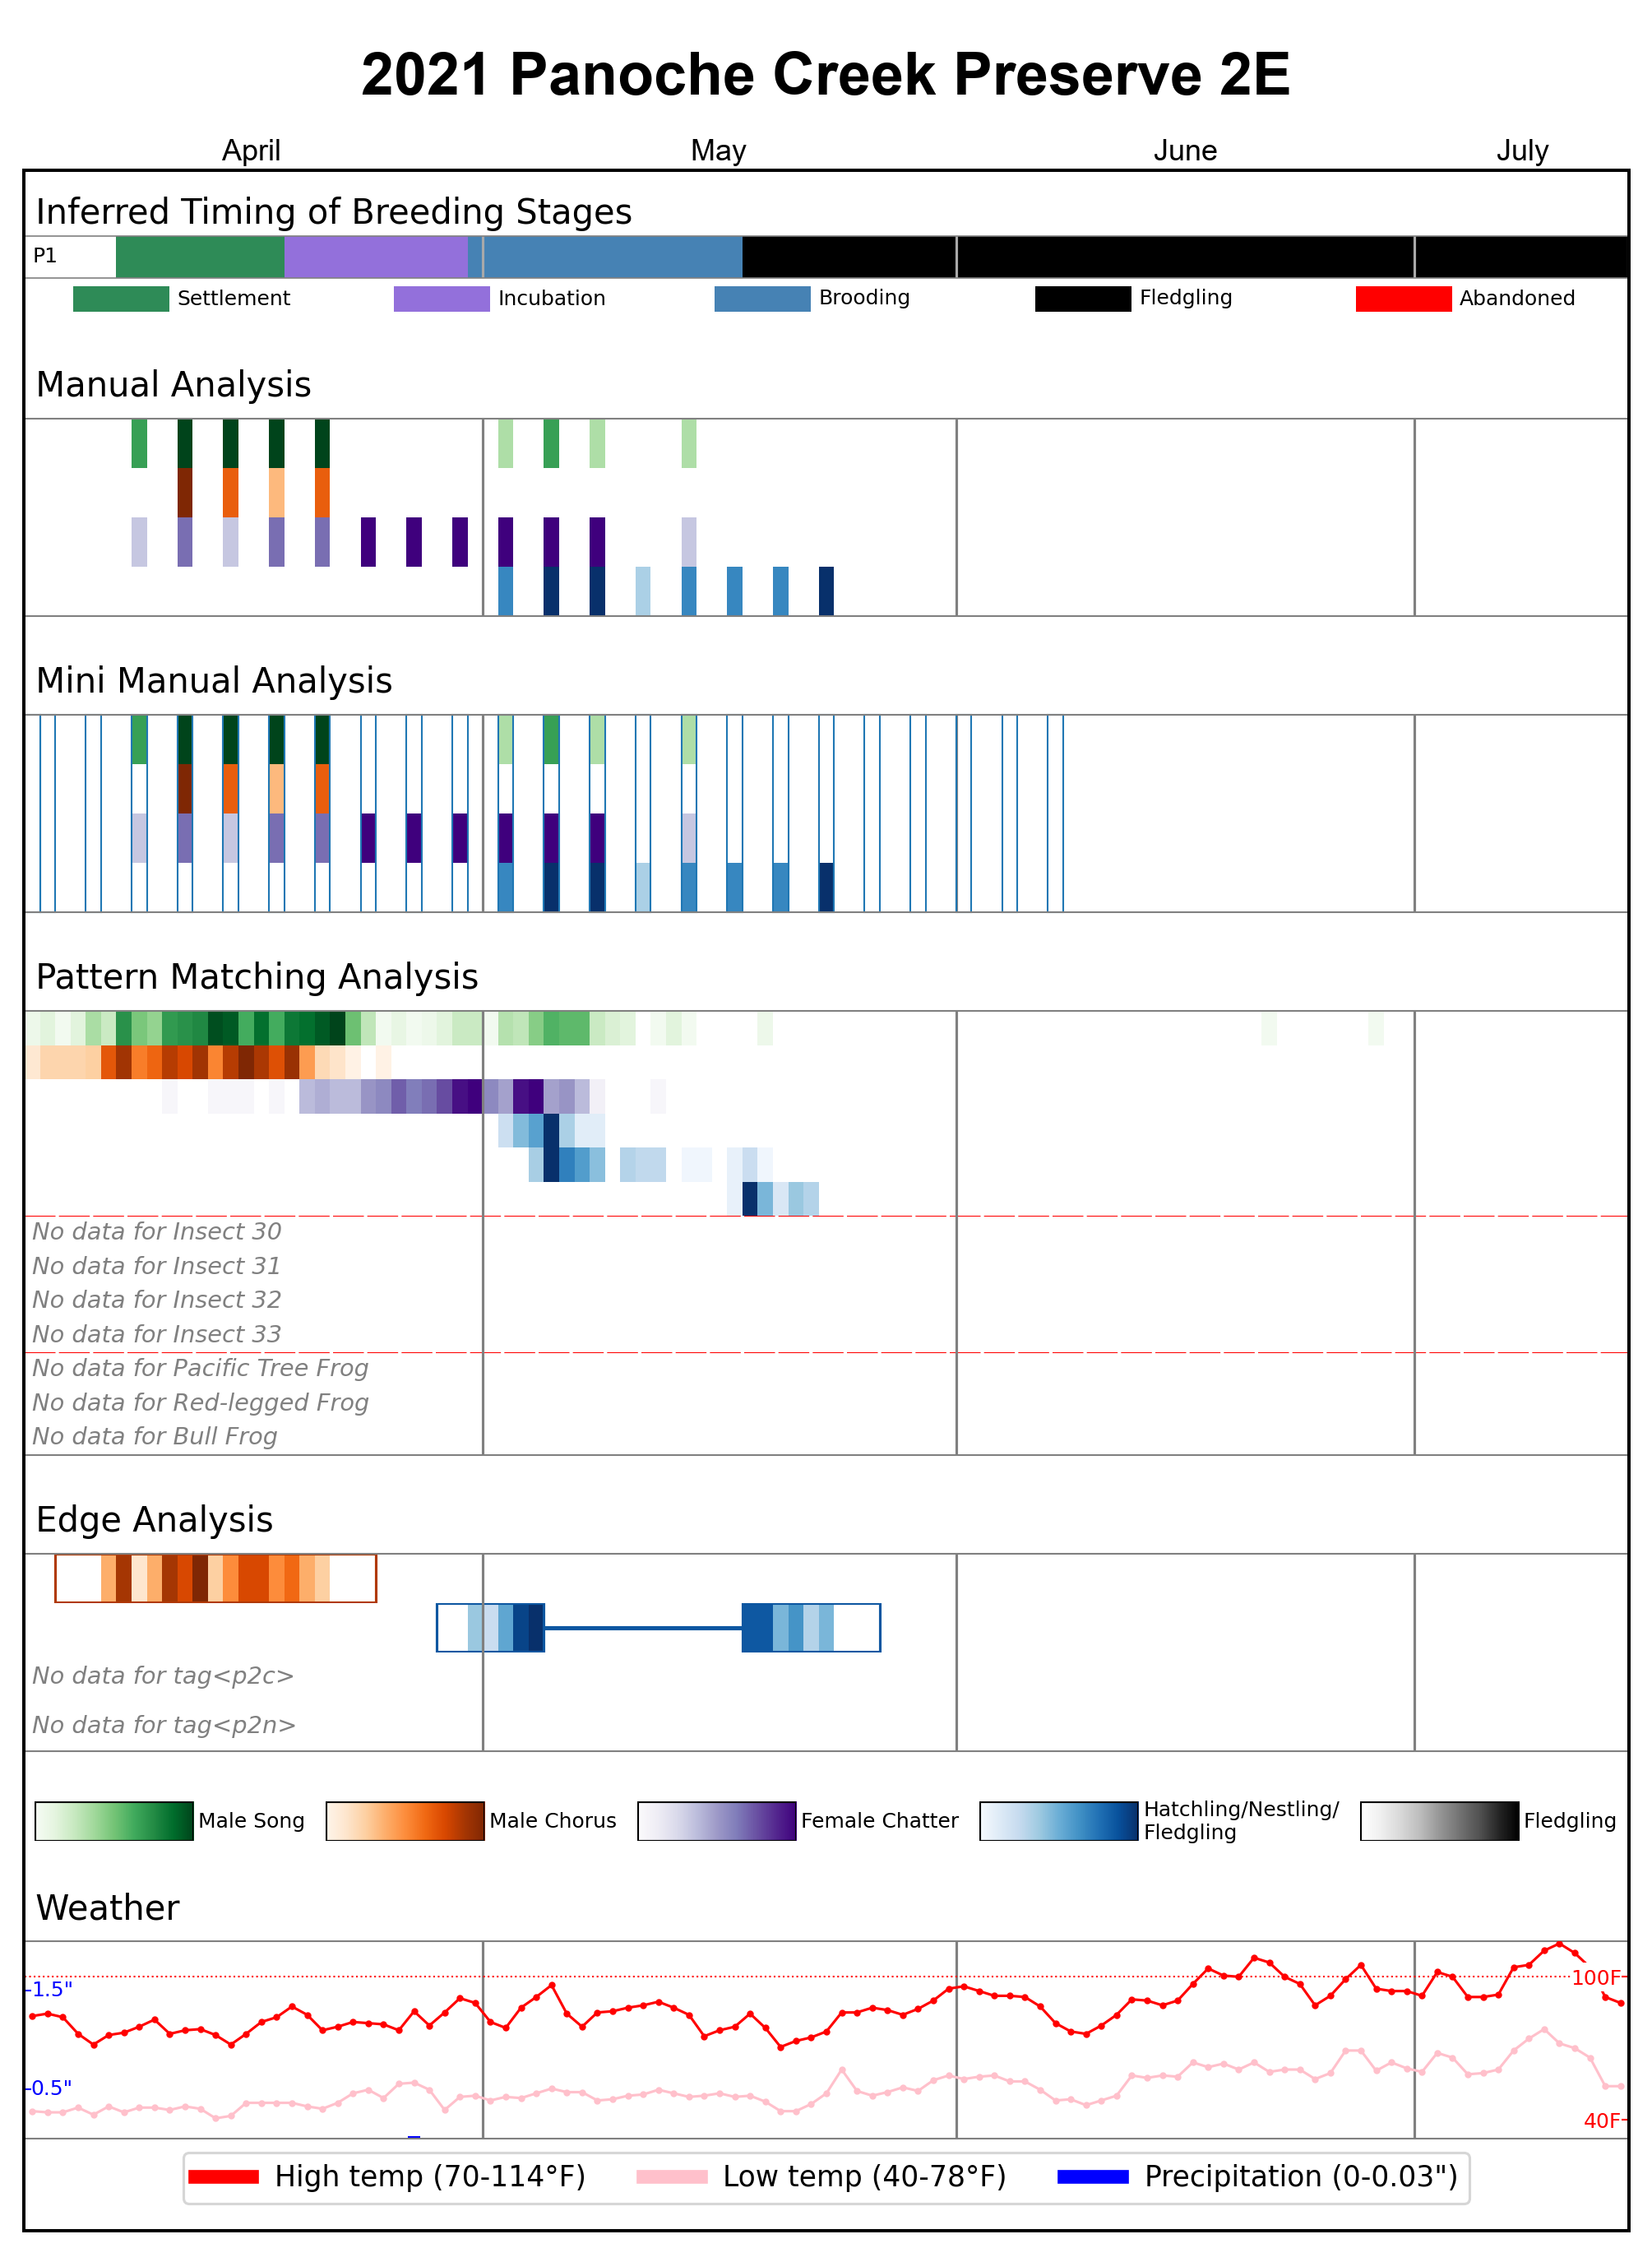 2021 Panoche Creek Preserve 2E
April May June July
Inferred Timing of Breeding Stages
P1
Settlement Incubation Brooding Fledgling Abandoned
Manual Analysis
Mini Manual Analysis
Pattern Matching Analysis
No data for Insect 30
No data for Insect 31
No data for Insect 32
No data for Insect 33
No data for Pacific Tree Frog
No data for Red-legged Frog
No data for Bull Frog
Edge Analysis
No data for tag<p2c>
No data for tag<p2n>
Male Song Male Chorus Female Chatter Hatchling/Nestling/
Fledgling Fledgling
Weather
1.5" 100F
0.5"
40F
High temp (70-114°F) Low temp (40-78°F) Precipitation (0-0.03")